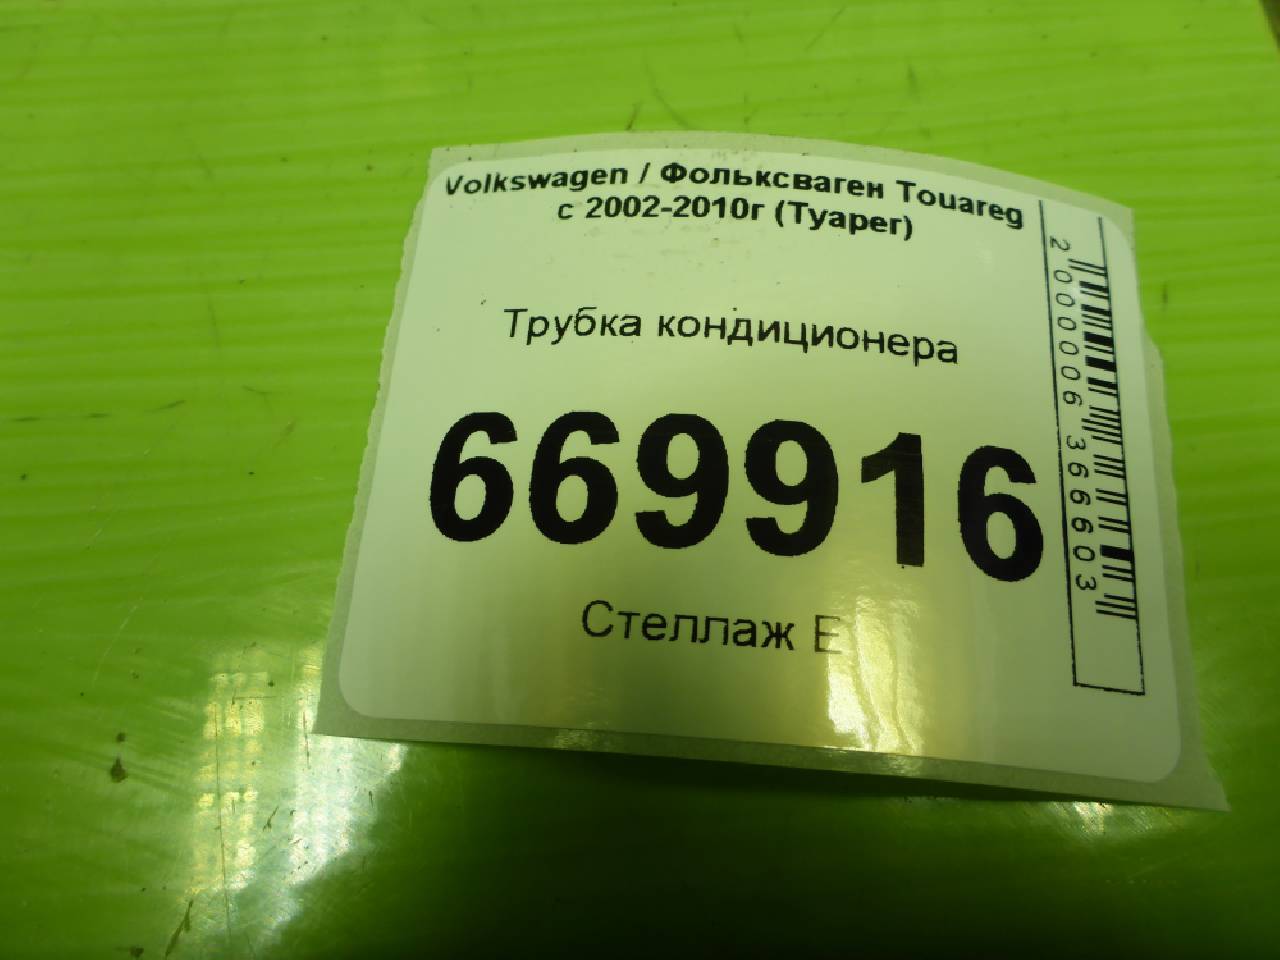 Volkswagen / Фольксваген Touareg
с 2002-2010г (Туарег)
Трубка кондиционера
669916
Стеллаж Е
2000006366603